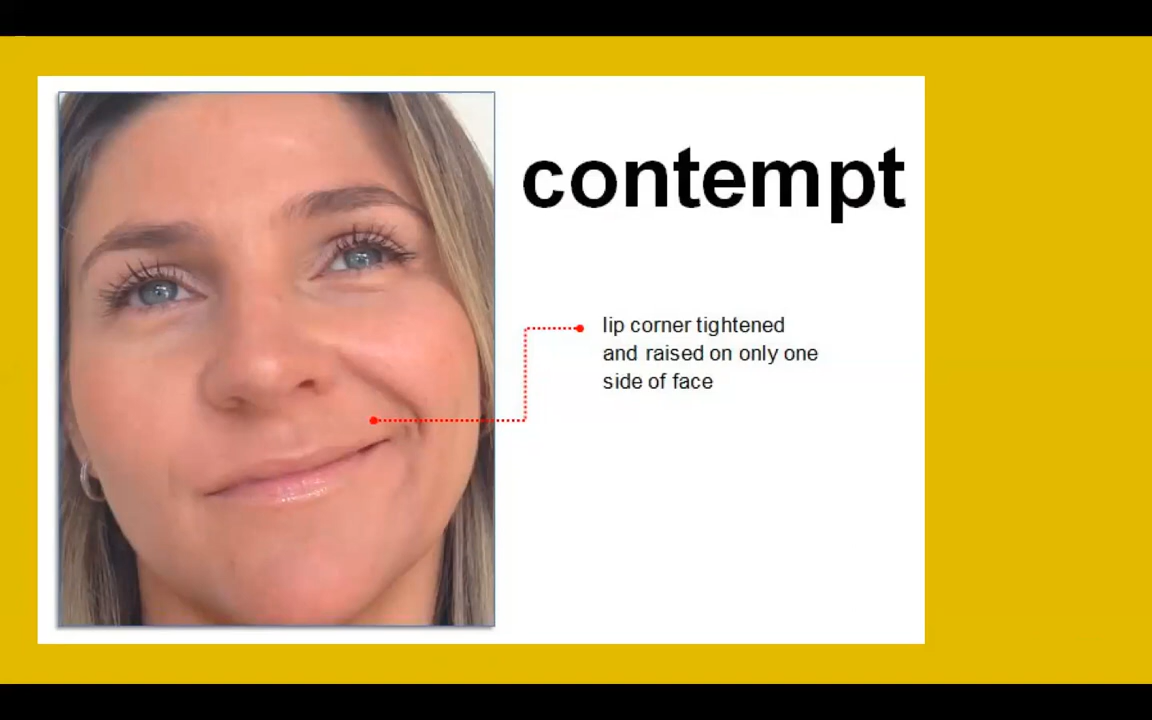 contempt
lip corner tightened
and raised on only one
side of face